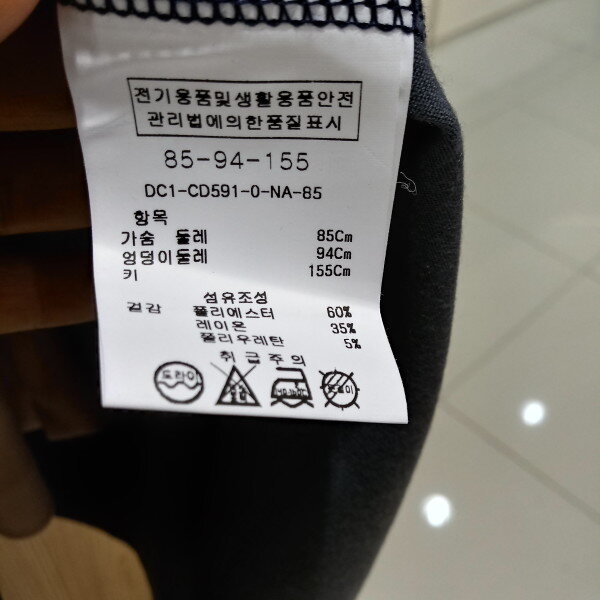 전기용품및생활용품안전
관리법에의한품질표시
85-94-155
DC1-CD591-0-NA-85
항목
가슴 둘레 85Cm
엉덩이둘레 94Cm
키 155Cm
섬유조성
겉감 폴리에스터 60%
레이온 35%
폴리우레탄 5%
취급주의
드라이